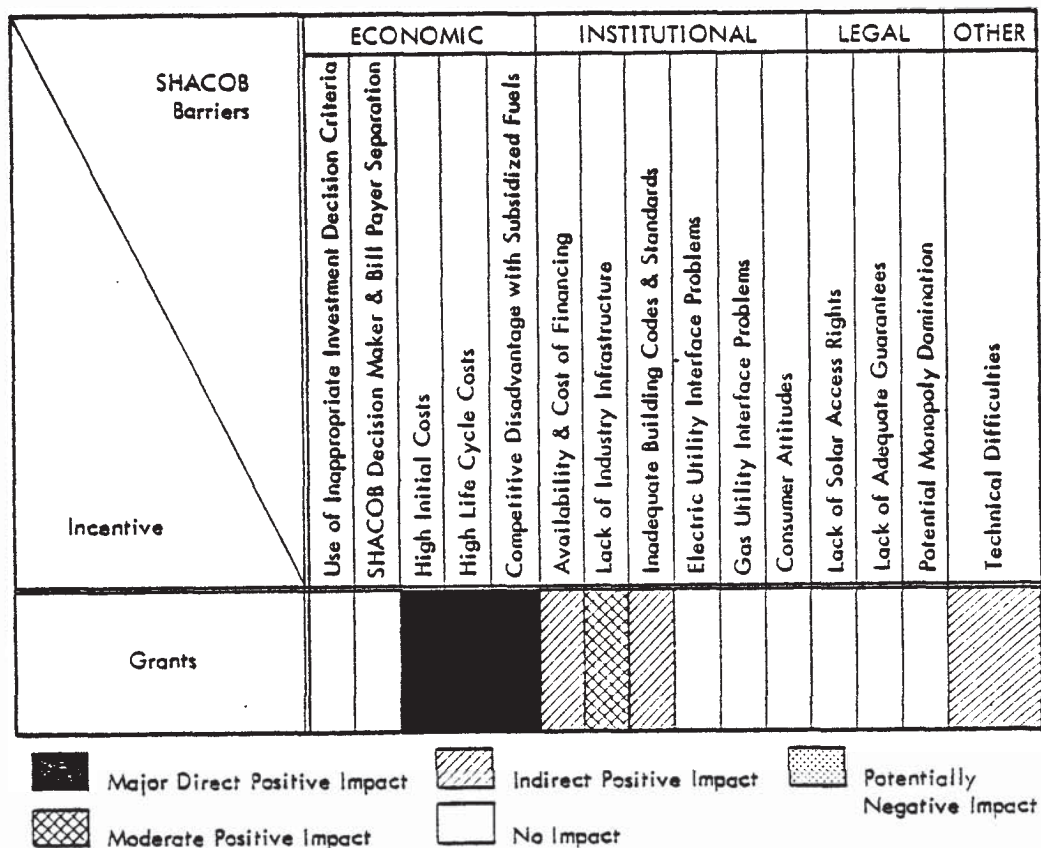 ECONOMIC
INSTITUTIONAL
LEGAL
OTHER
SHACOB
Barriers
Incentive
Use of Inappropriate Investment Decision Criteria
SHACOB Decision Maker & Bill Payer Separation
High Initial Costs
High Life Cycle Costs
Competitive Disadvantage with Subsidized Fuels
Availability & Cost of Financing
Lack of Industry Infrastructure
Inadequate Building Codes & Standards
Electric Utility Interface Problems
Gas Utility Interface Problems
Consumer Attitudes
Lack of Solar Access Rights
Lack of Adequate Guarantees
Potential Monopoly Domination
Technical Difficulties
Grants
Major Direct Positive Impact
Indirect Positive Impact
Potentially
Negative Impact
Moderate Positive Impact
No Impact